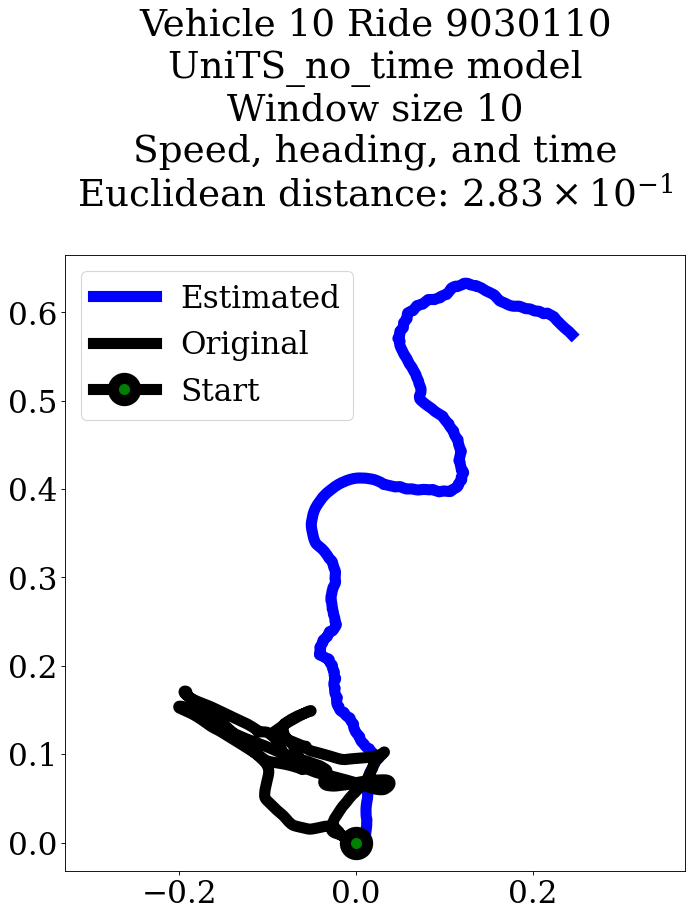 Vehicle 10 Ride 9030110
UniTS_no_time model
Window size 10
Speed, heading, and time
Euclidean distance: 2.83 × 10⁻¹
Estimated
Original
Start
0.6
0.5
0.4
0.3
0.2
0.1
0.0
−0.2 0.0 0.2